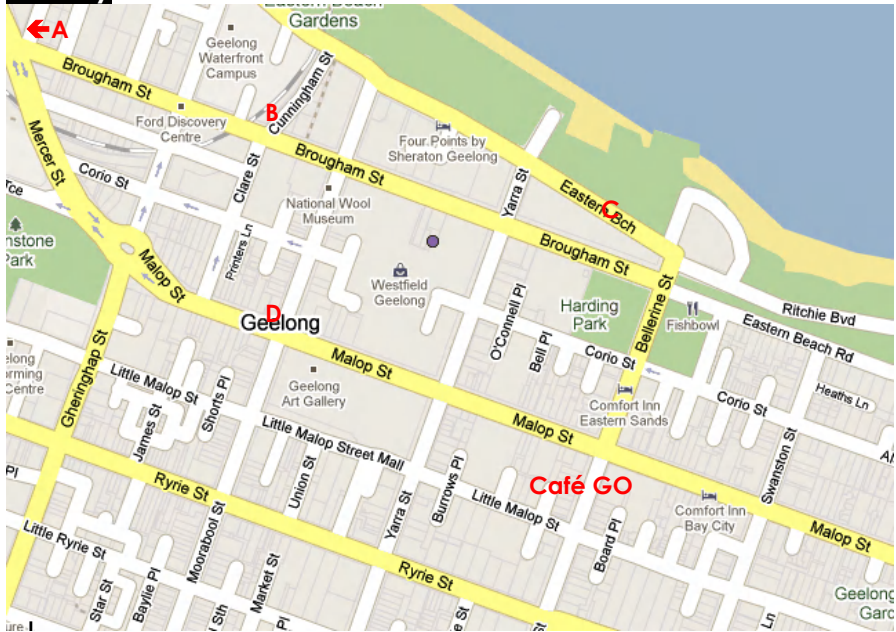 Eastern Beach
Gardens
A
Geelong
Waterfront
Campus
Brougham St
Cunningham St
B
Ford Discovery
Centre
Mercer St
Four Points by
Sheraton Geelong
Brougham St
Corio St
Clare St
Yarra St
Eastern Bch
C
Tce
National Wool
Museum
Printers Ln
Brougham St
Park
Malop St
Westfield
Geelong
Bellerine St
Harding
Park
O'Connell Pl
Bell Pl
Fishbowl
Ritchie Bvd
Eastern Beach Rd
D
Geelong
Malop St
Corio St
Gheringhap St
Little Malop St
Shorts Pl
James St
Geelong
Art Gallery
Comfort Inn
Eastern Sands
Corio St
Heaths Ln
Malop St
Swanston St
Little Malop Street Mall
Union St
Burrows Pl
Café GO
Ryrie St
Moorabool St
Yarra St
Little Malop St
Comfort Inn
Bay City
Board Pl
Malop St
Little Ryrie St
Star St
Baylie Pl
Market St
Ryrie St
Ln
Geelong